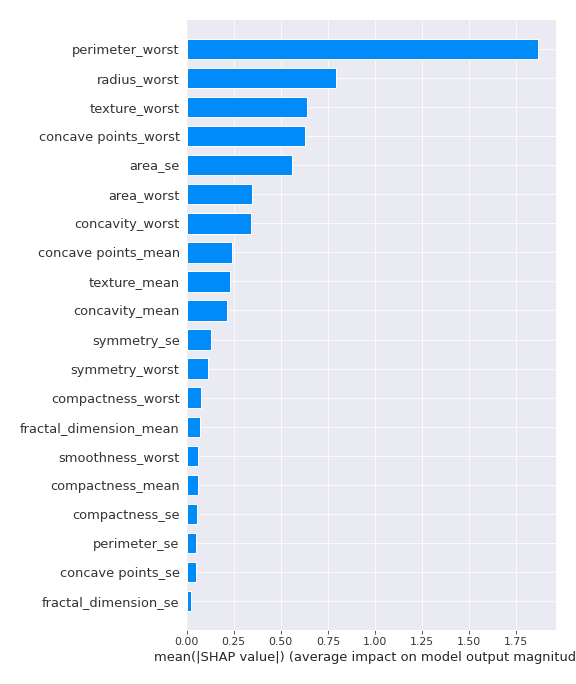 perimeter_worst
radius_worst
texture_worst
concave points_worst
area_se
area_worst
concavity_worst
concave points_mean
texture_mean
concavity_mean
symmetry_se
symmetry_worst
compactness_worst
fractal_dimension_mean
smoothness_worst
compactness_mean
compactness_se
perimeter_se
concave points_se
fractal_dimension_se
0.00 0.25 0.50 0.75 1.00 1.25 1.50 1.75
mean(|SHAP value|) (average impact on model output magnitud